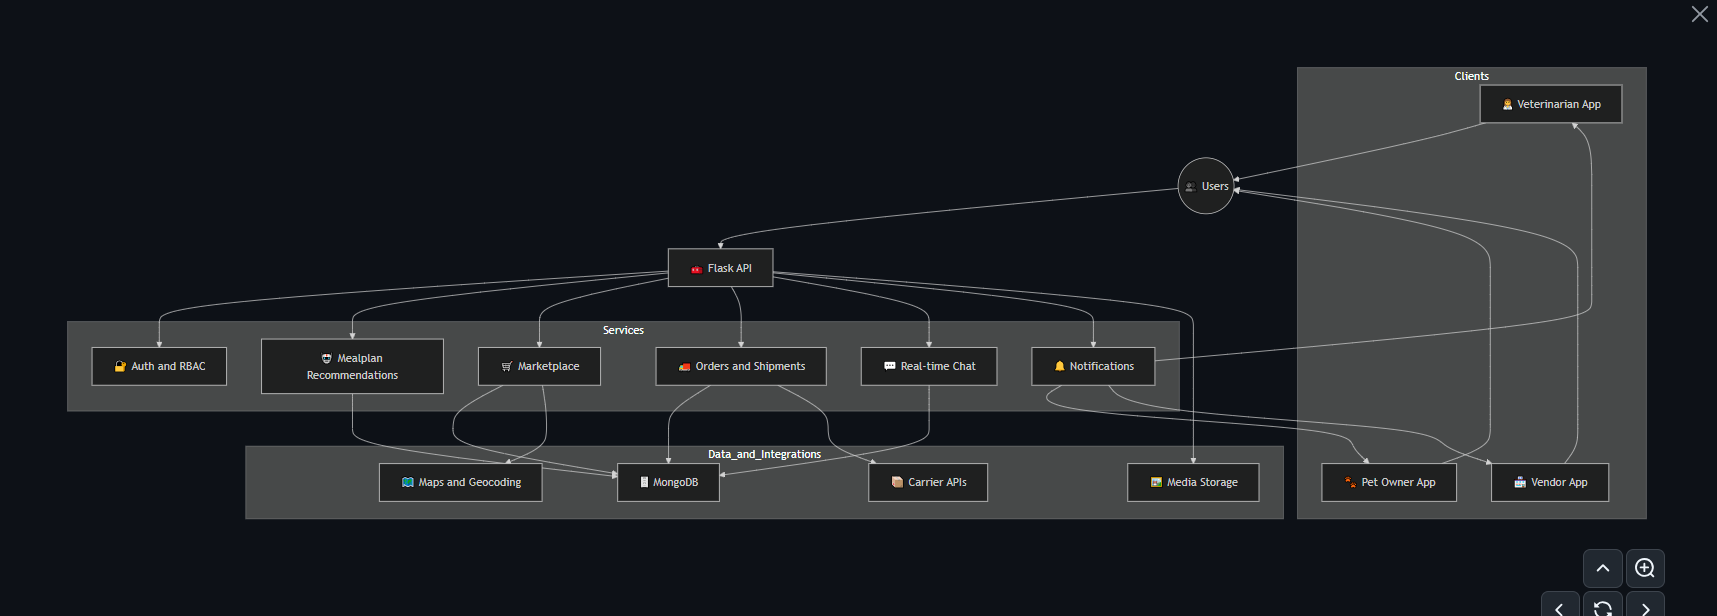 Clients
Veterinarian App
Users
Flask API
Services
Auth and RBAC
Mealplan
Recommendations
Marketplace
Orders and Shipments
Real-time Chat
Notifications
Data_and_Integrations
Maps and Geocoding
MongoDB
Carrier APIs
Media Storage
Pet Owner App
Vendor App